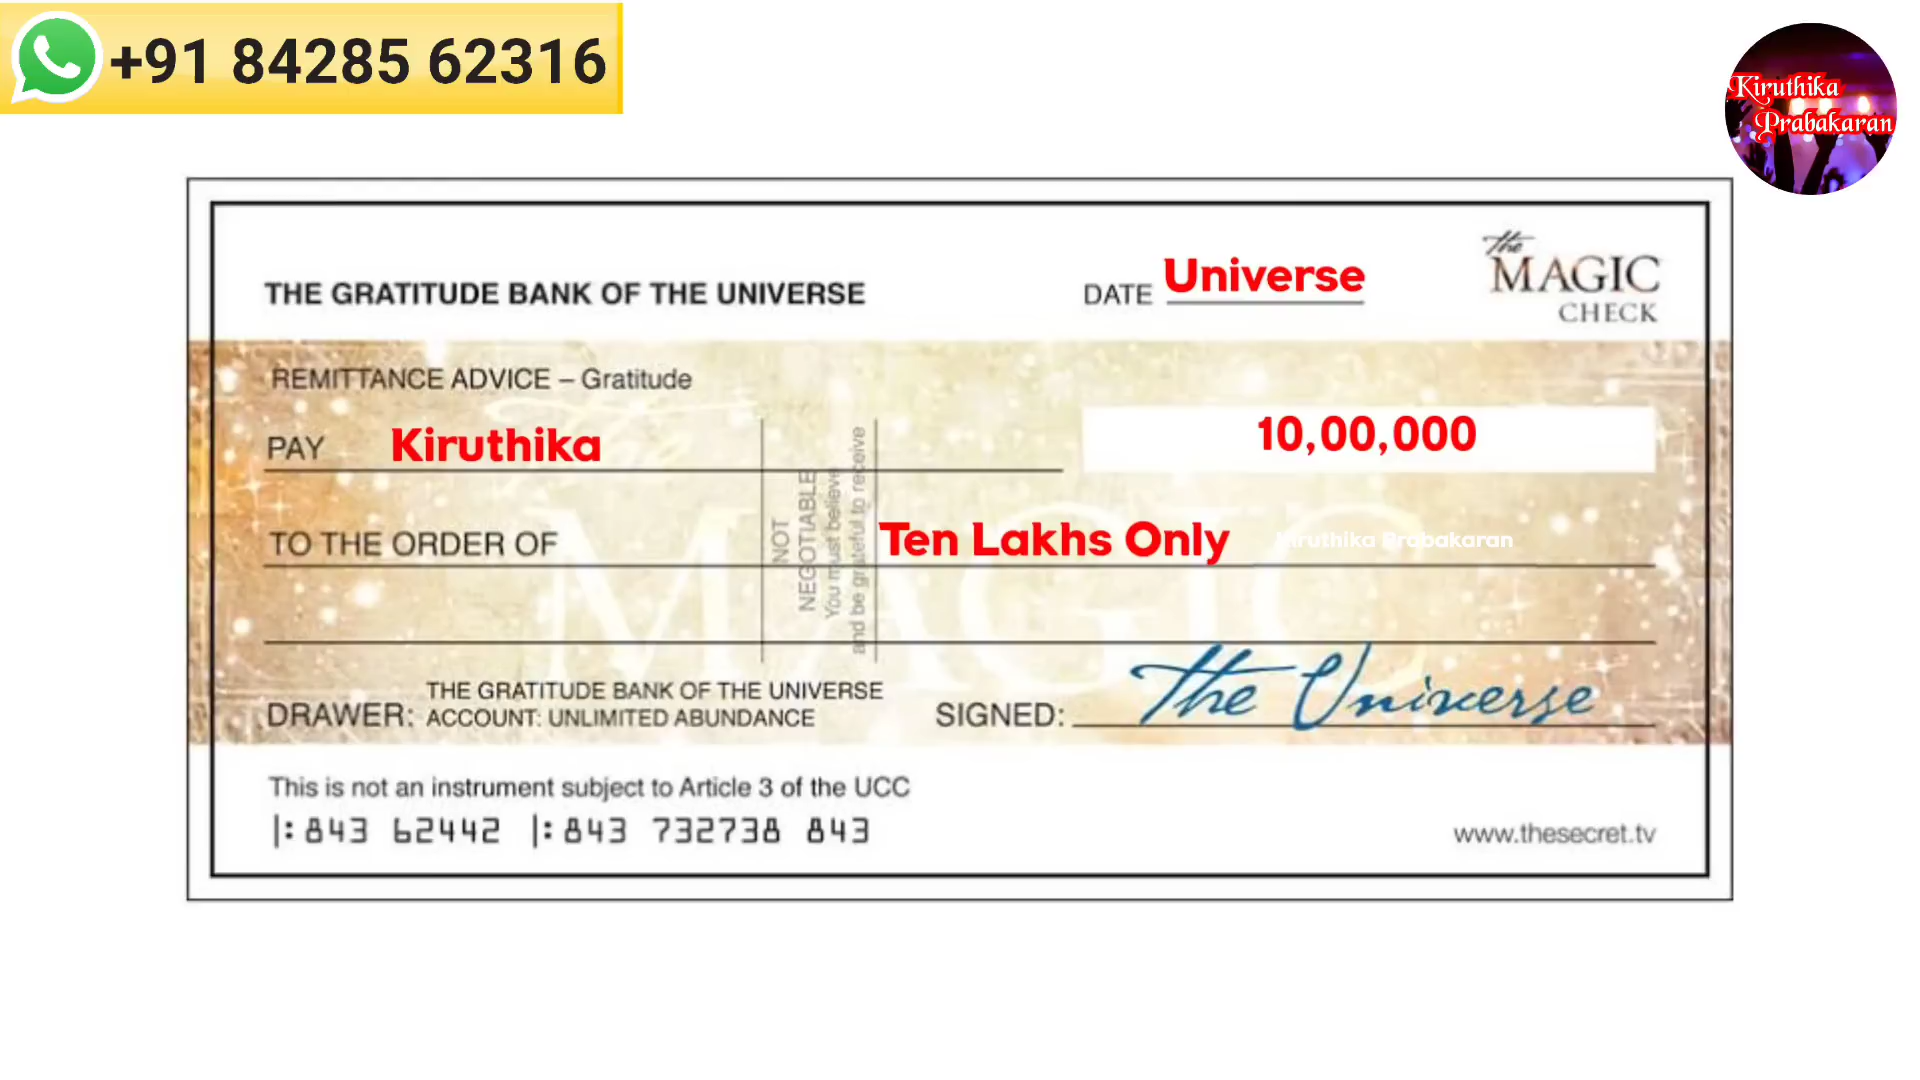 +91 84285 62316
Kiruthika
Prabakaran
THE GRATITUDE BANK OF THE UNIVERSE
DATE Universe
the
MAGIC
CHECK
REMITTANCE ADVICE – Gratitude
PAY Kiruthika
10,00,000
TO THE ORDER OF
Ten Lakhs Only
Kiruthika Prabakaran
NOT
NEGOTIABLE
You must believe
and be grateful to receive
MAGIC
DRAWER: THE GRATITUDE BANK OF THE UNIVERSE
ACCOUNT: UNLIMITED ABUNDANCE
SIGNED: The Universe
This is not an instrument subject to Article 3 of the UCC
|:843 62442 |:843 732738 843
www.thesecret.tv